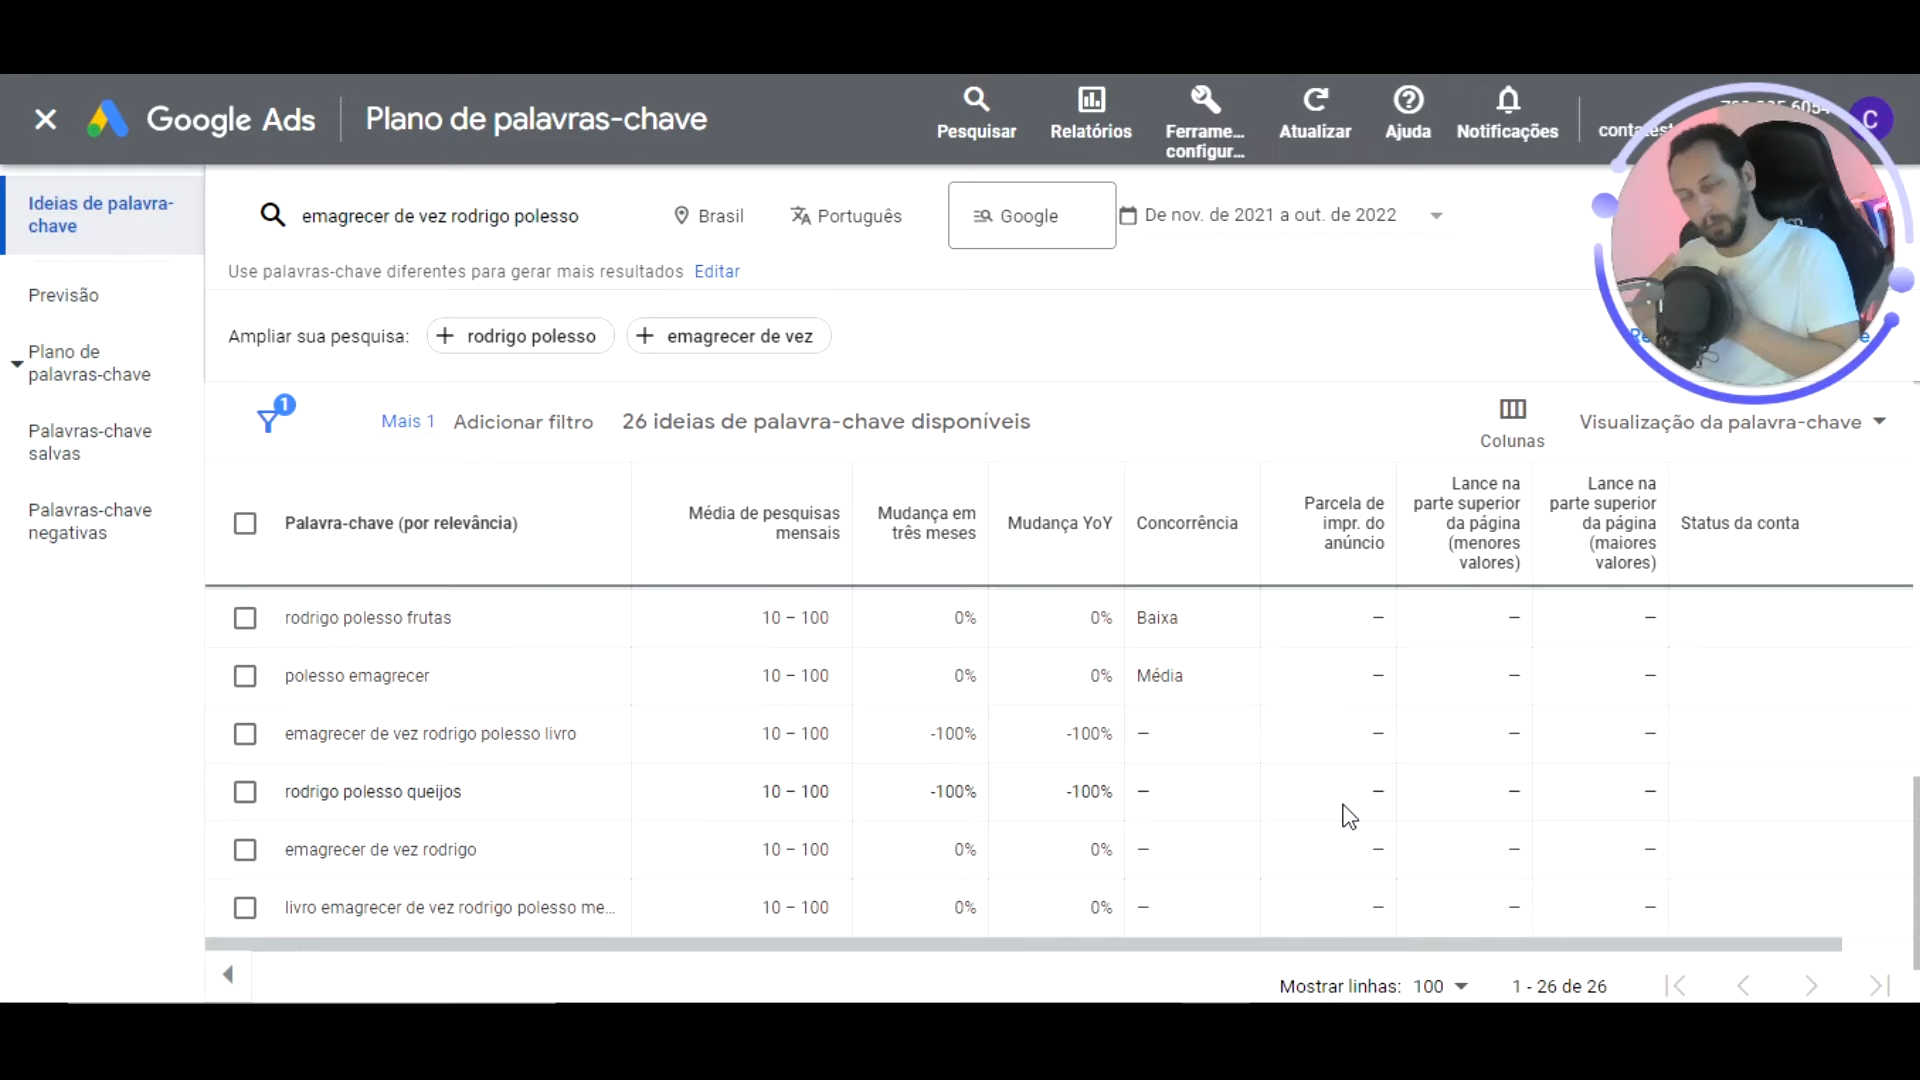 Google Ads
Plano de palavras-chave
Pesquisar
Relatórios
Ferrame...
configur...
Atualizar
Ajuda
Notificações
C
Ideias de palavra-
chave
Previsão
Plano de
palavras-chave
Palavras-chave
salvas
Palavras-chave
negativas
emagrecer de vez rodrigo polesso
Brasil
Português
Google
De nov. de 2021 a out. de 2022
Use palavras-chave diferentes para gerar mais resultados Editar
Ampliar sua pesquisa:
rodrigo polesso
emagrecer de vez
1
Mais 1
Adicionar filtro
26 ideias de palavra-chave disponíveis
Colunas
Visualização da palavra-chave
Palavra-chave (por relevância)
Média de pesquisas
mensais
Mudança em
três meses
Mudança YoY
Concorrência
Parcela de
impr. do
anúncio
Lance na
parte superior
da página
(menores
valores)
Lance na
parte superior
da página
(maiores
valores)
Status da conta
rodrigo polesso frutas 10 – 100 0% 0% Baixa – – –
polesso emagrecer 10 – 100 0% 0% Média – – –
emagrecer de vez rodrigo polesso livro 10 – 100 -100% -100% – – – –
rodrigo polesso queijos 10 – 100 -100% -100% – – – –
emagrecer de vez rodrigo 10 – 100 0% 0% – – – –
livro emagrecer de vez rodrigo polesso me... 10 – 100 0% 0% – – – –
Mostrar linhas: 100
1 - 26 de 26